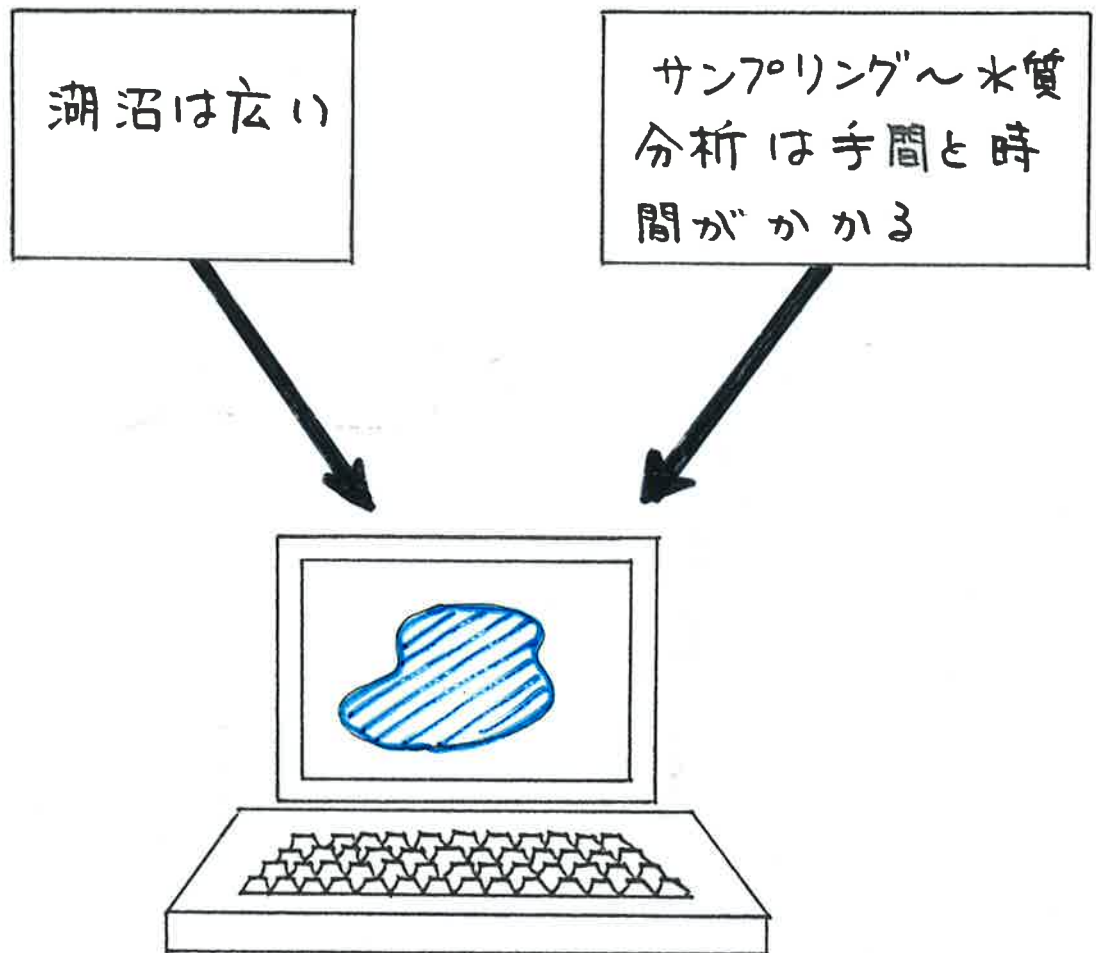 湖沼は広い
サンプリング～水質
分析は手間と時
間がかかる